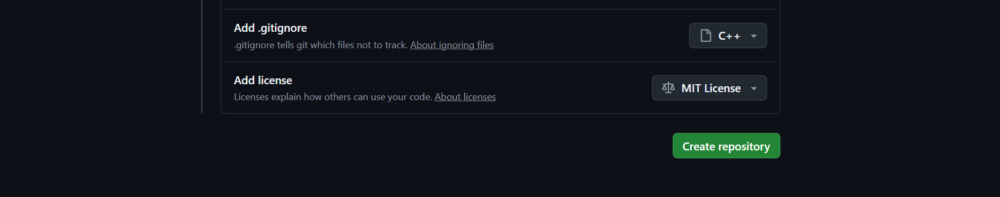 Add .gitignore
.gitignore tells git which files not to track. About ignoring files
C++
Add license
Licenses explain how others can use your code. About licenses
MIT License
Create repository